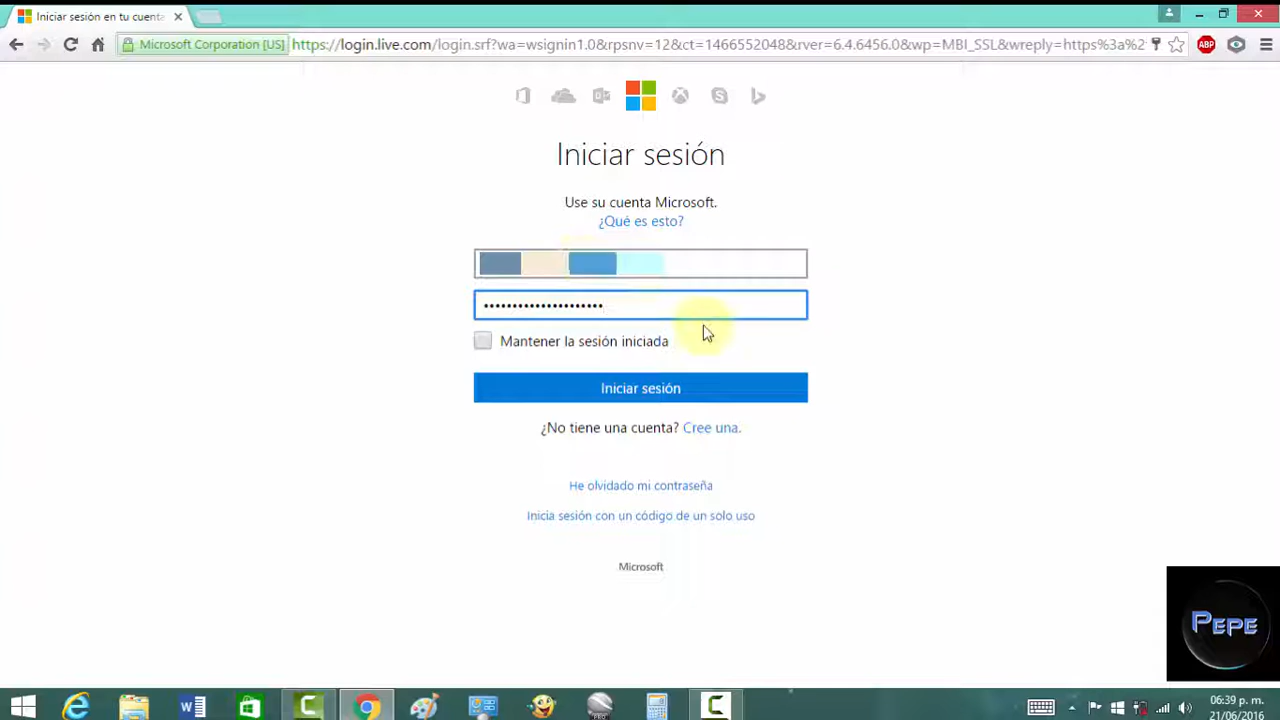 Iniciar sesión en tu cuenta
Microsoft Corporation [US] https://login.live.com/login.srf?wa=wsignin1.0&rpsnv=12&ct=1466552048&rver=6.4.6456.0&wp=MBI_SSL&wreply=https%3a%2
ABP
Iniciar sesión
Use su cuenta Microsoft.
¿Qué es esto?
•••••••••••••••••••••
Mantener la sesión iniciada
Iniciar sesión
¿No tiene una cuenta? Cree una.
He olvidado mi contraseña
Inicia sesión con un código de un solo uso
Microsoft
PEPE
06:39 p. m.
21/06/2016